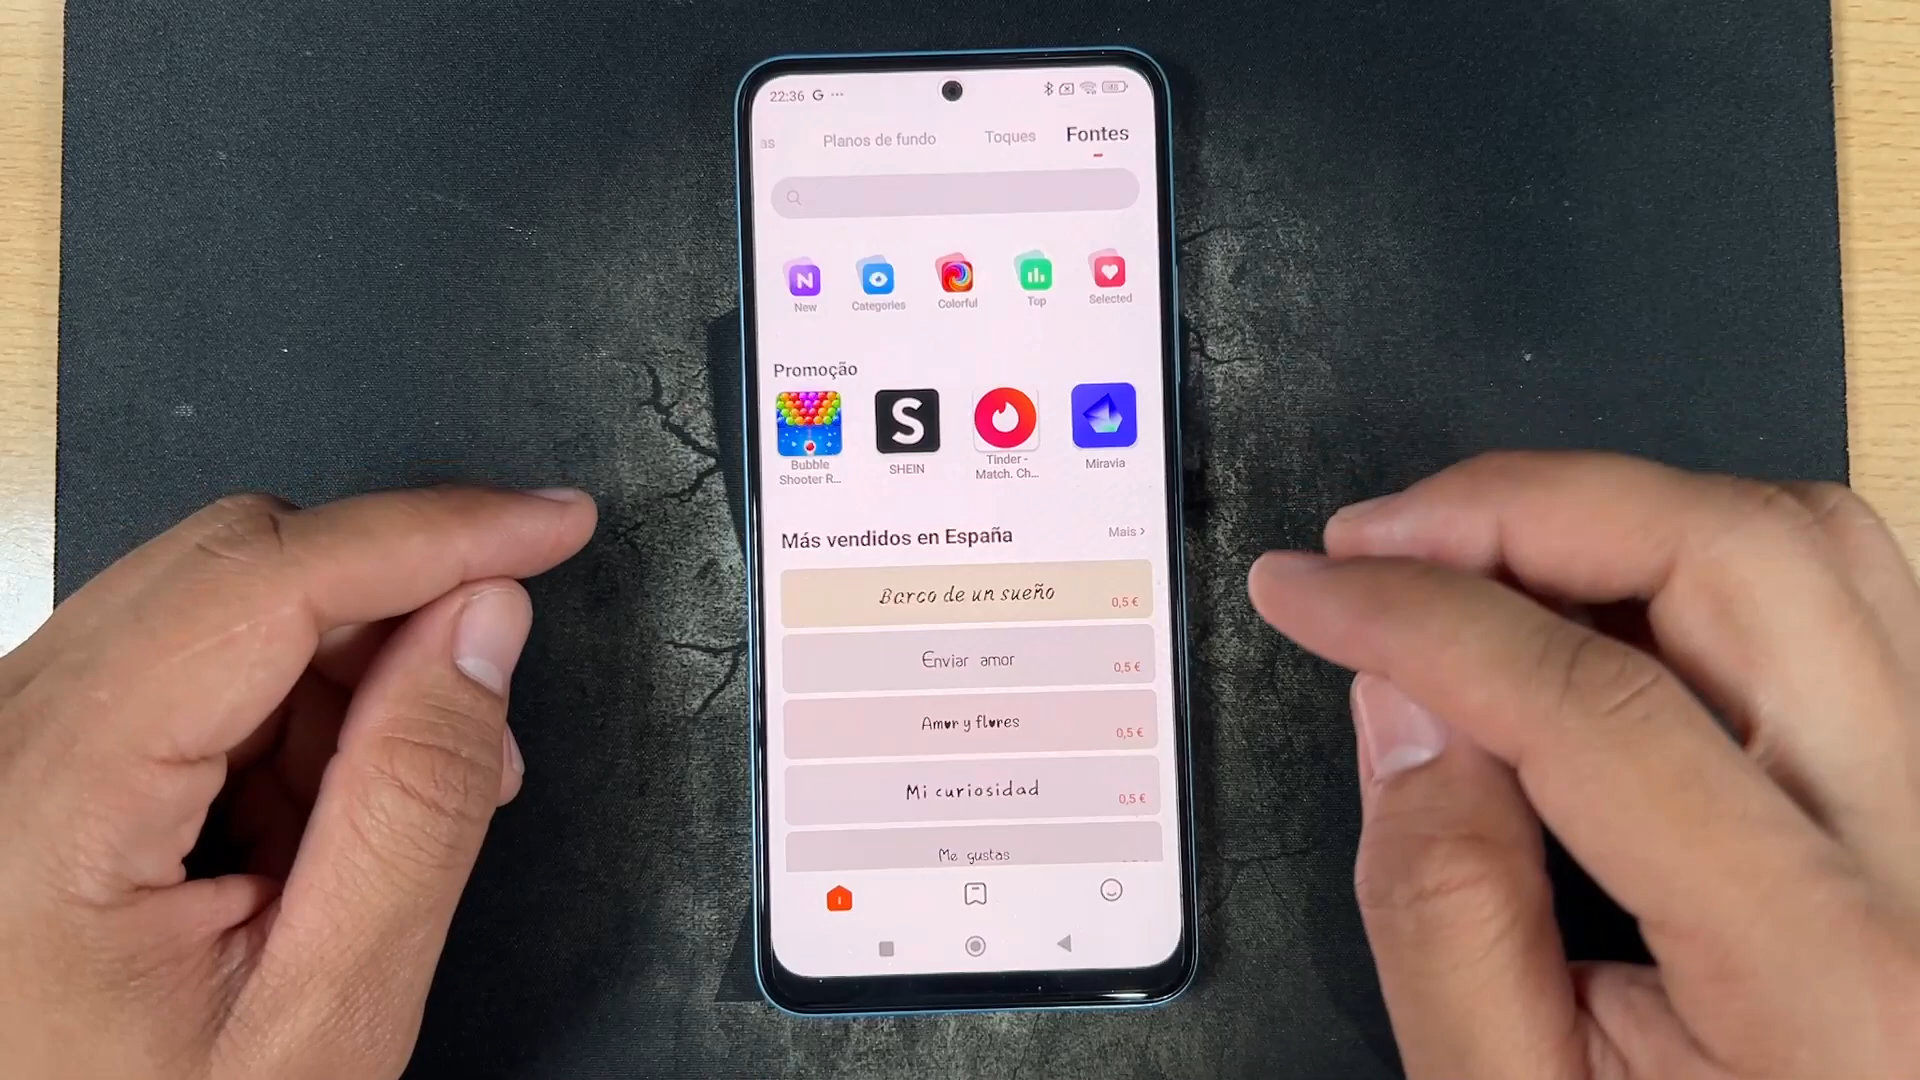 22:36 G ...
as Planos de fundo Toques Fontes
N
New Categories Colorful Top Selected
Promoção
S
Bubble Shooter R... SHEIN Tinder - Match. Ch... Miravia
Más vendidos en España Mais >
Barco de un sueño 0,5 €
Enviar amor 0,5 €
Amor y flores 0,5 €
Mi curiosidad 0,5 €
Me gustas